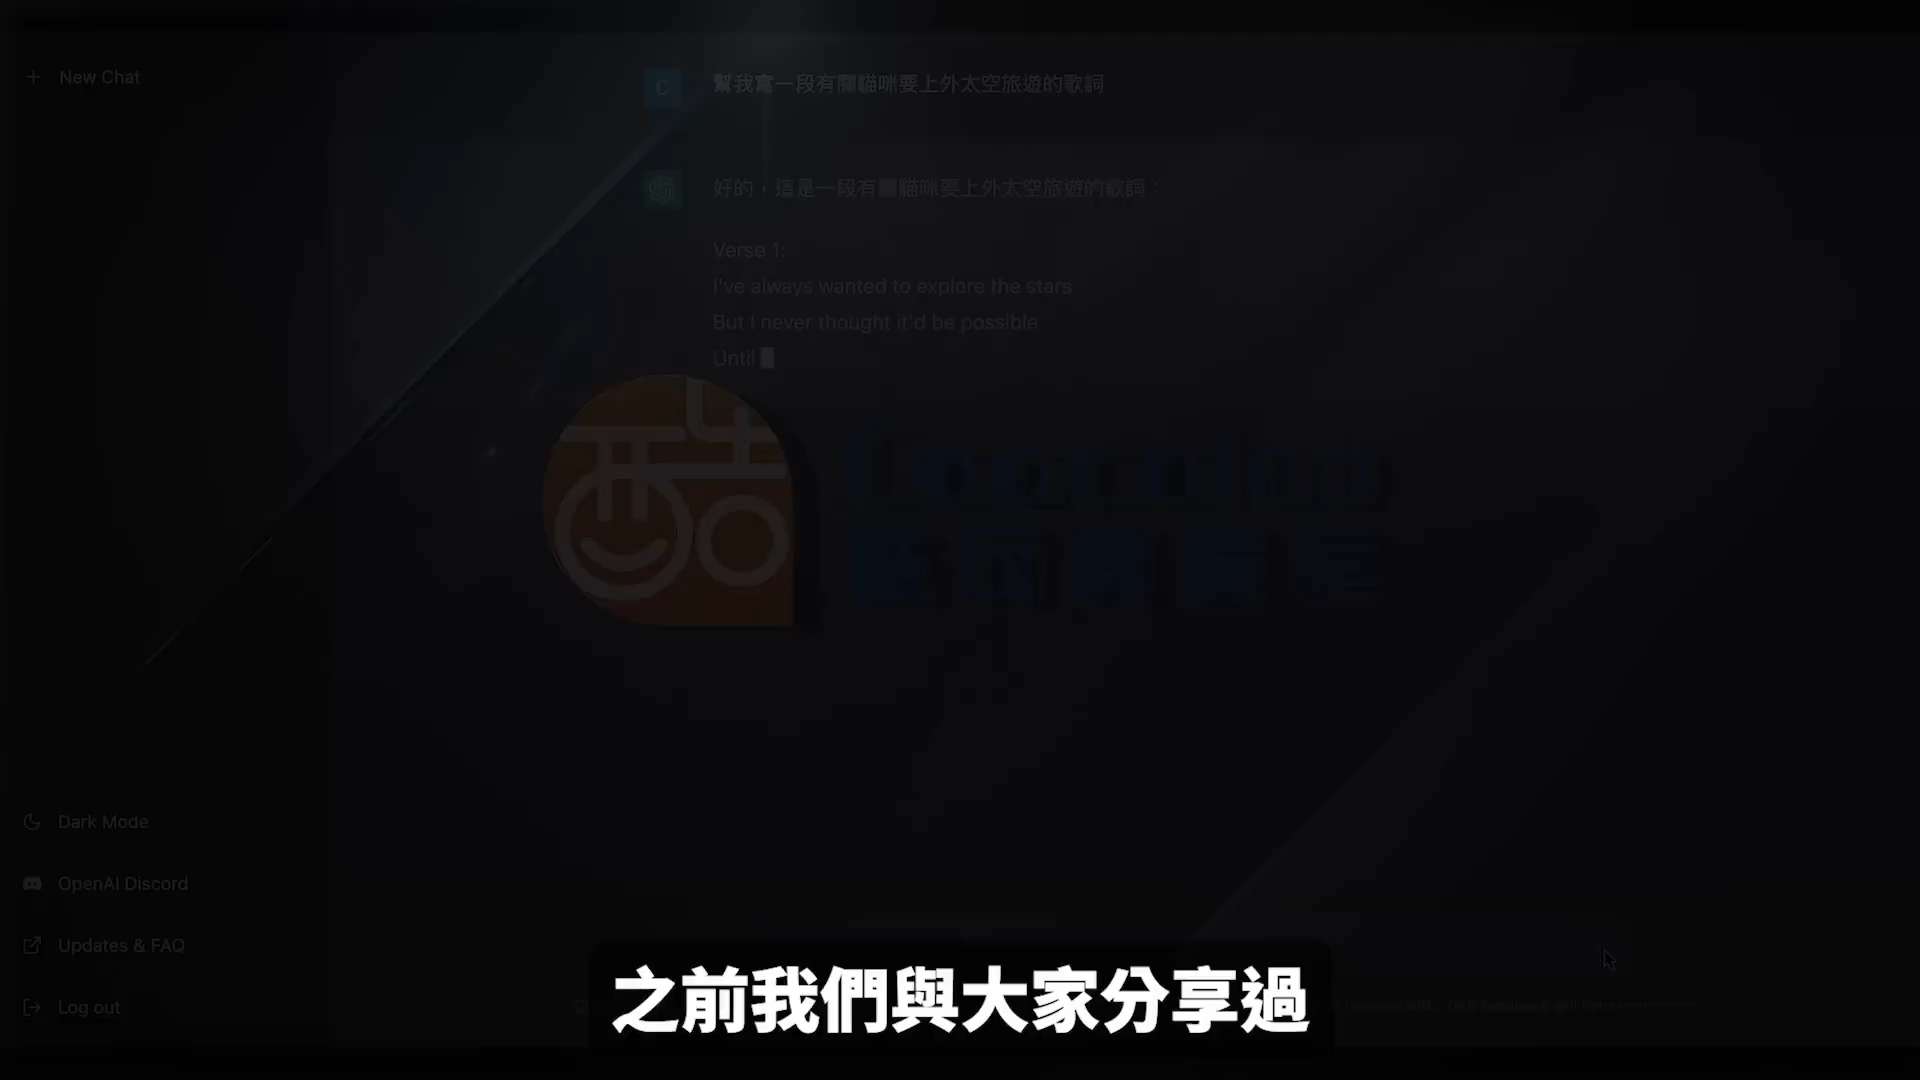 New Chat
C
幫我寫一段有關貓咪要上外太空旅遊的歌詞
好的，這是一段有關貓咪要上外太空旅遊的歌詞：
Verse 1:
I've always wanted to explore the stars
But I never thought it'd be possible
Until
酷
Dark Mode
OpenAI Discord
Updates & FAQ
Log out
之前我們與大家分享過